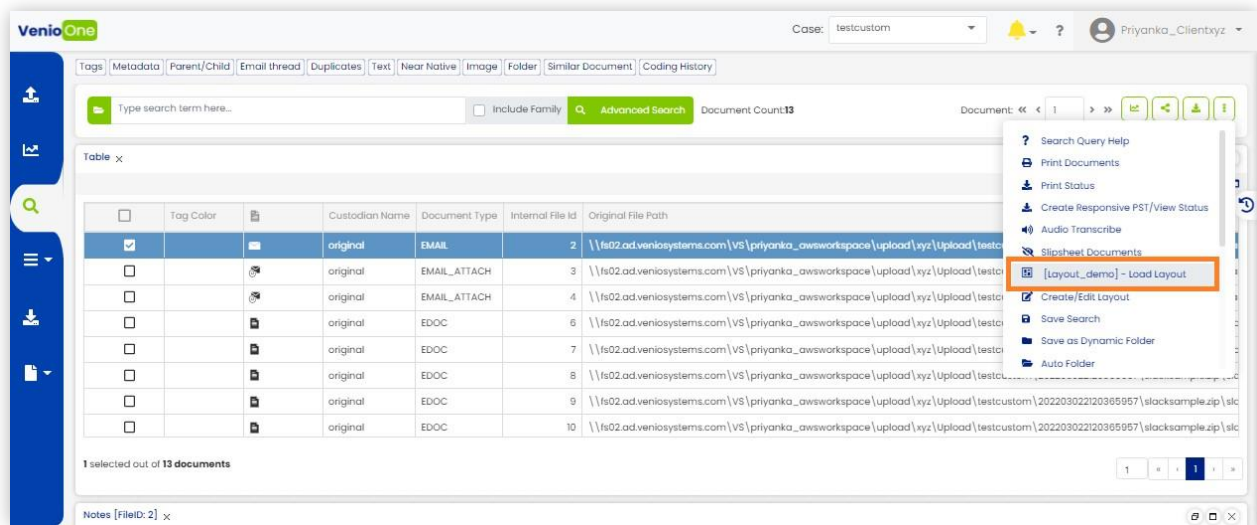 VenioOne
Case: testcustom
?
Priyanka_Clientxyz
Tags Metadata Parent/Child Email thread Duplicates Text Near Native Image Folder Similar Document Coding History
Type search term here...
Include Family
Advanced Search
Document Count:13
Document: « ‹ 1 › »
? Search Query Help
Print Documents
Print Status
Create Responsive PST/View Status
Audio Transcribe
Slipsheet Documents
[Layout_demo] - Load Layout
Create/Edit Layout
Save Search
Save as Dynamic Folder
Auto Folder
Table ×
Tag Color Custodian Name Document Type Internal File Id Original File Path
original EMAIL 2 \\fs02.ad.veniosystems.com\VS\priyanka_awsworkspace\upload\xyz\Upload\testc
original EMAIL_ATTACH 3 \\fs02.ad.veniosystems.com\VS\priyanka_awsworkspace\upload\xyz\Upload\testc
original EMAIL_ATTACH 4 \\fs02.ad.veniosystems.com\VS\priyanka_awsworkspace\upload\xyz\Upload\testc
original EDOC 6 \\fs02.ad.veniosystems.com\VS\priyanka_awsworkspace\upload\xyz\Upload\testc
original EDOC 7 \\fs02.ad.veniosystems.com\VS\priyanka_awsworkspace\upload\xyz\Upload\testc
original EDOC 8 \\fs02.ad.veniosystems.com\VS\priyanka_awsworkspace\upload\xyz\Upload\testc
original EDOC 9 \\fs02.ad.veniosystems.com\VS\priyanka_awsworkspace\upload\xyz\Upload\testcustom\202203022120365957\slacksample.zip\slc
original EDOC 10 \\fs02.ad.veniosystems.com\VS\priyanka_awsworkspace\upload\xyz\Upload\testcustom\202203022120365957\slacksample.zip\slc
1 selected out of 13 documents
1 « ‹ 1 › »
Notes [FileID: 2] ×